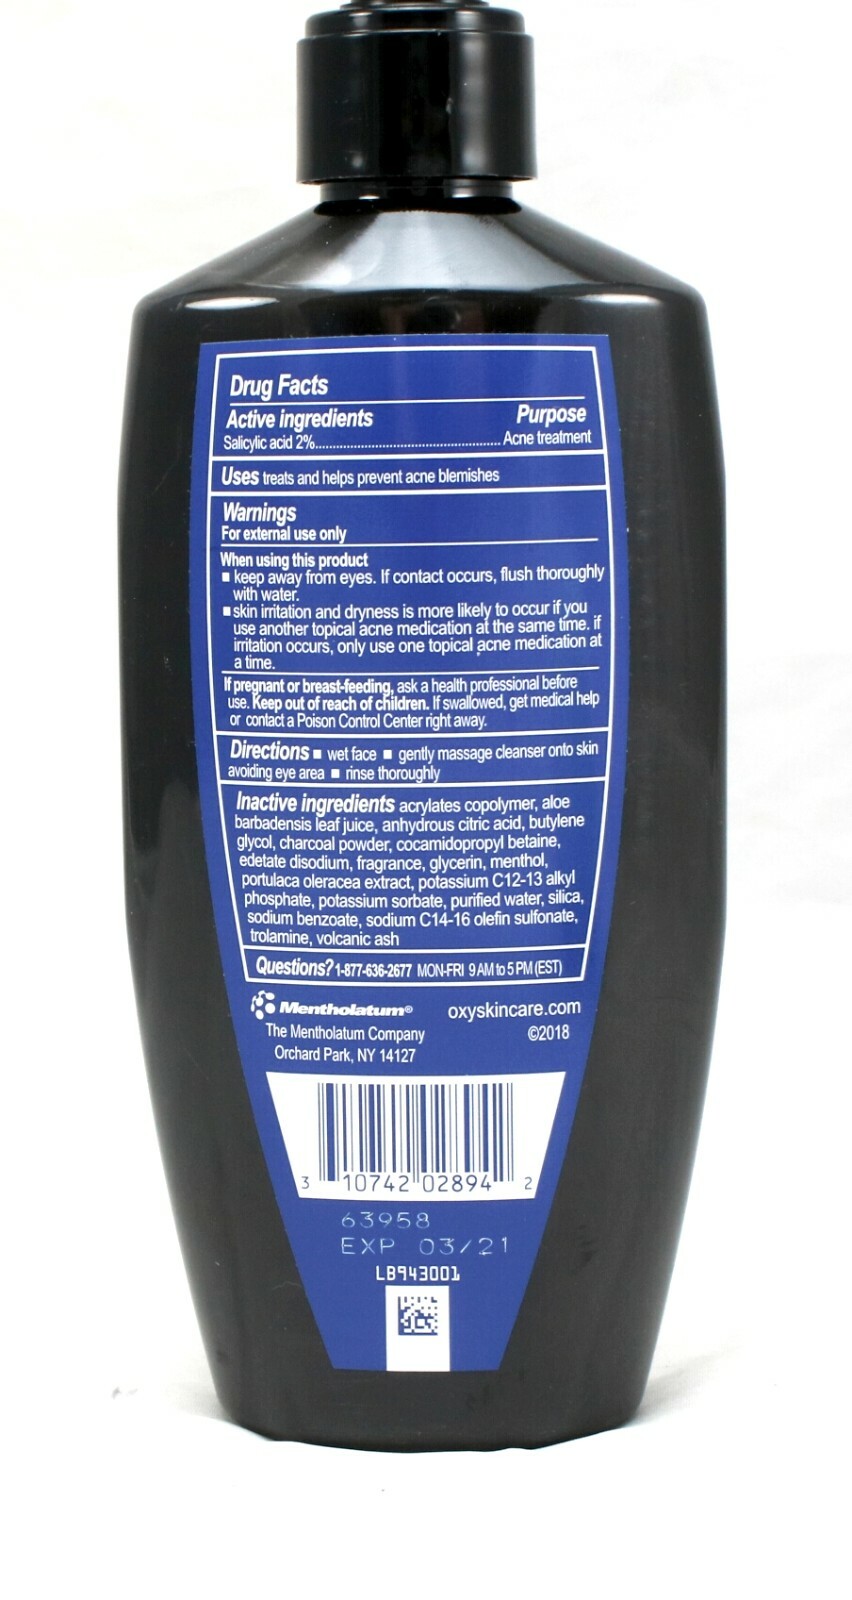 Drug Facts
Active ingredients Purpose
Salicylic acid 2%.................................................... Acne treatment
Uses treats and helps prevent acne blemishes
Warnings
For external use only
When using this product
▪ keep away from eyes. If contact occurs, flush thoroughly
with water.
▪ skin irritation and dryness is more likely to occur if you
use another topical acne medication at the same time. if
irritation occurs, only use one topical acne medication at
a time.
If pregnant or breast-feeding, ask a health professional before
use. Keep out of reach of children. If swallowed, get medical help
or contact a Poison Control Center right away.
Directions ▪ wet face ▪ gently massage cleanser onto skin
avoiding eye area ▪ rinse thoroughly
Inactive ingredients acrylates copolymer, aloe
barbadensis leaf juice, anhydrous citric acid, butylene
glycol, charcoal powder, cocamidopropyl betaine,
edetate disodium, fragrance, glycerin, menthol,
portulaca oleracea extract, potassium C12-13 alkyl
phosphate, potassium sorbate, purified water, silica,
sodium benzoate, sodium C14-16 olefin sulfonate,
trolamine, volcanic ash
Questions? 1-877-636-2677 MON-FRI 9 AM to 5 PM (EST)
Mentholatum® oxyskincare.com
The Mentholatum Company ©2018
Orchard Park, NY 14127
3 10742 02894 2
63958
EXP 03/21
LB943001